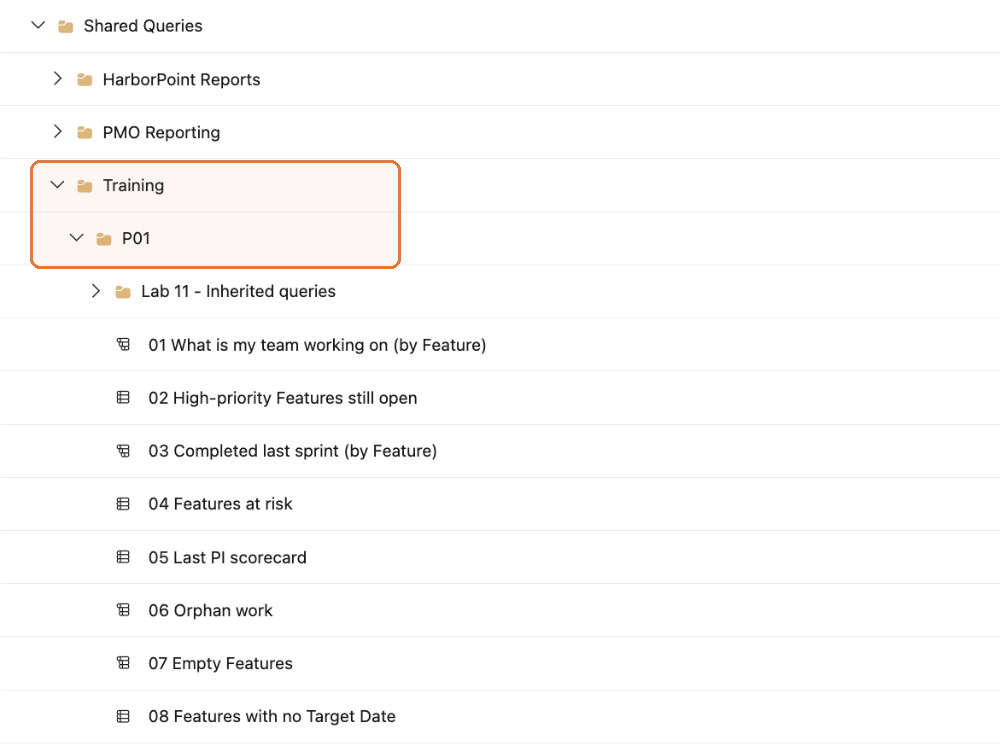 Shared Queries
HarborPoint Reports
PMO Reporting
Training
P01
Lab 11 - Inherited queries
01 What is my team working on (by Feature)
02 High-priority Features still open
03 Completed last sprint (by Feature)
04 Features at risk
05 Last PI scorecard
06 Orphan work
07 Empty Features
08 Features with no Target Date